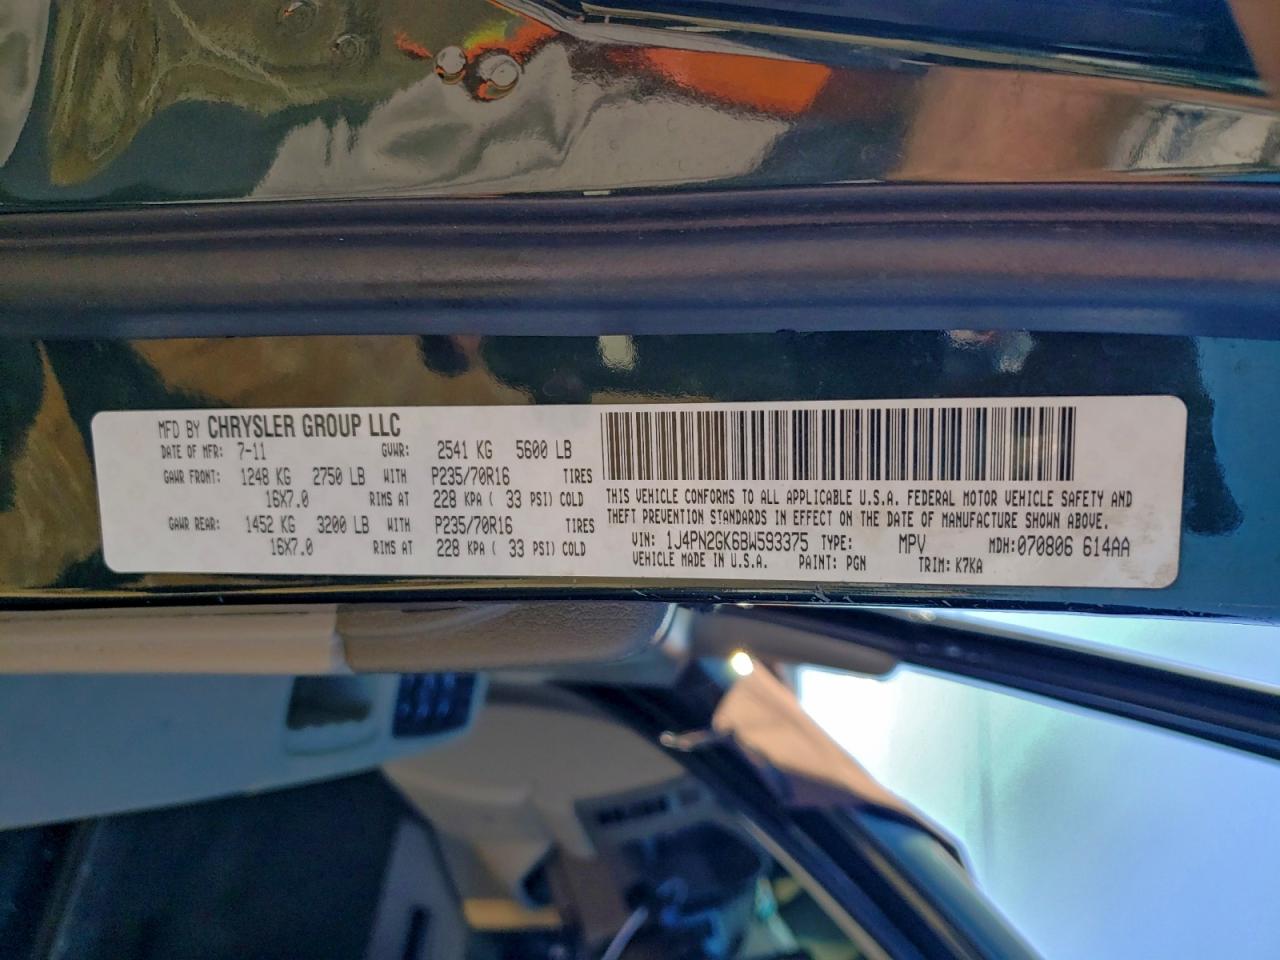 MFD BY CHRYSLER GROUP LLC
DATE OF MFR: 7-11 GVWR: 2541 KG 5600 LB
GAWR FRONT: 1248 KG 2750 LB WITH P235/70R16 TIRES
16X7.0 RIMS AT 228 KPA ( 33 PSI) COLD
GAWR REAR: 1452 KG 3200 LB WITH P235/70R16 TIRES
16X7.0 RIMS AT 228 KPA ( 33 PSI) COLD
THIS VEHICLE CONFORMS TO ALL APPLICABLE U.S.A. FEDERAL MOTOR VEHICLE SAFETY AND
THEFT PREVENTION STANDARDS IN EFFECT ON THE DATE OF MANUFACTURE SHOWN ABOVE.
VIN: 1J4PN2GK6BW593375 TYPE: MPV MDH:070806 614AA
VEHICLE MADE IN U.S.A. PAINT: PGN TRIM: K7KA